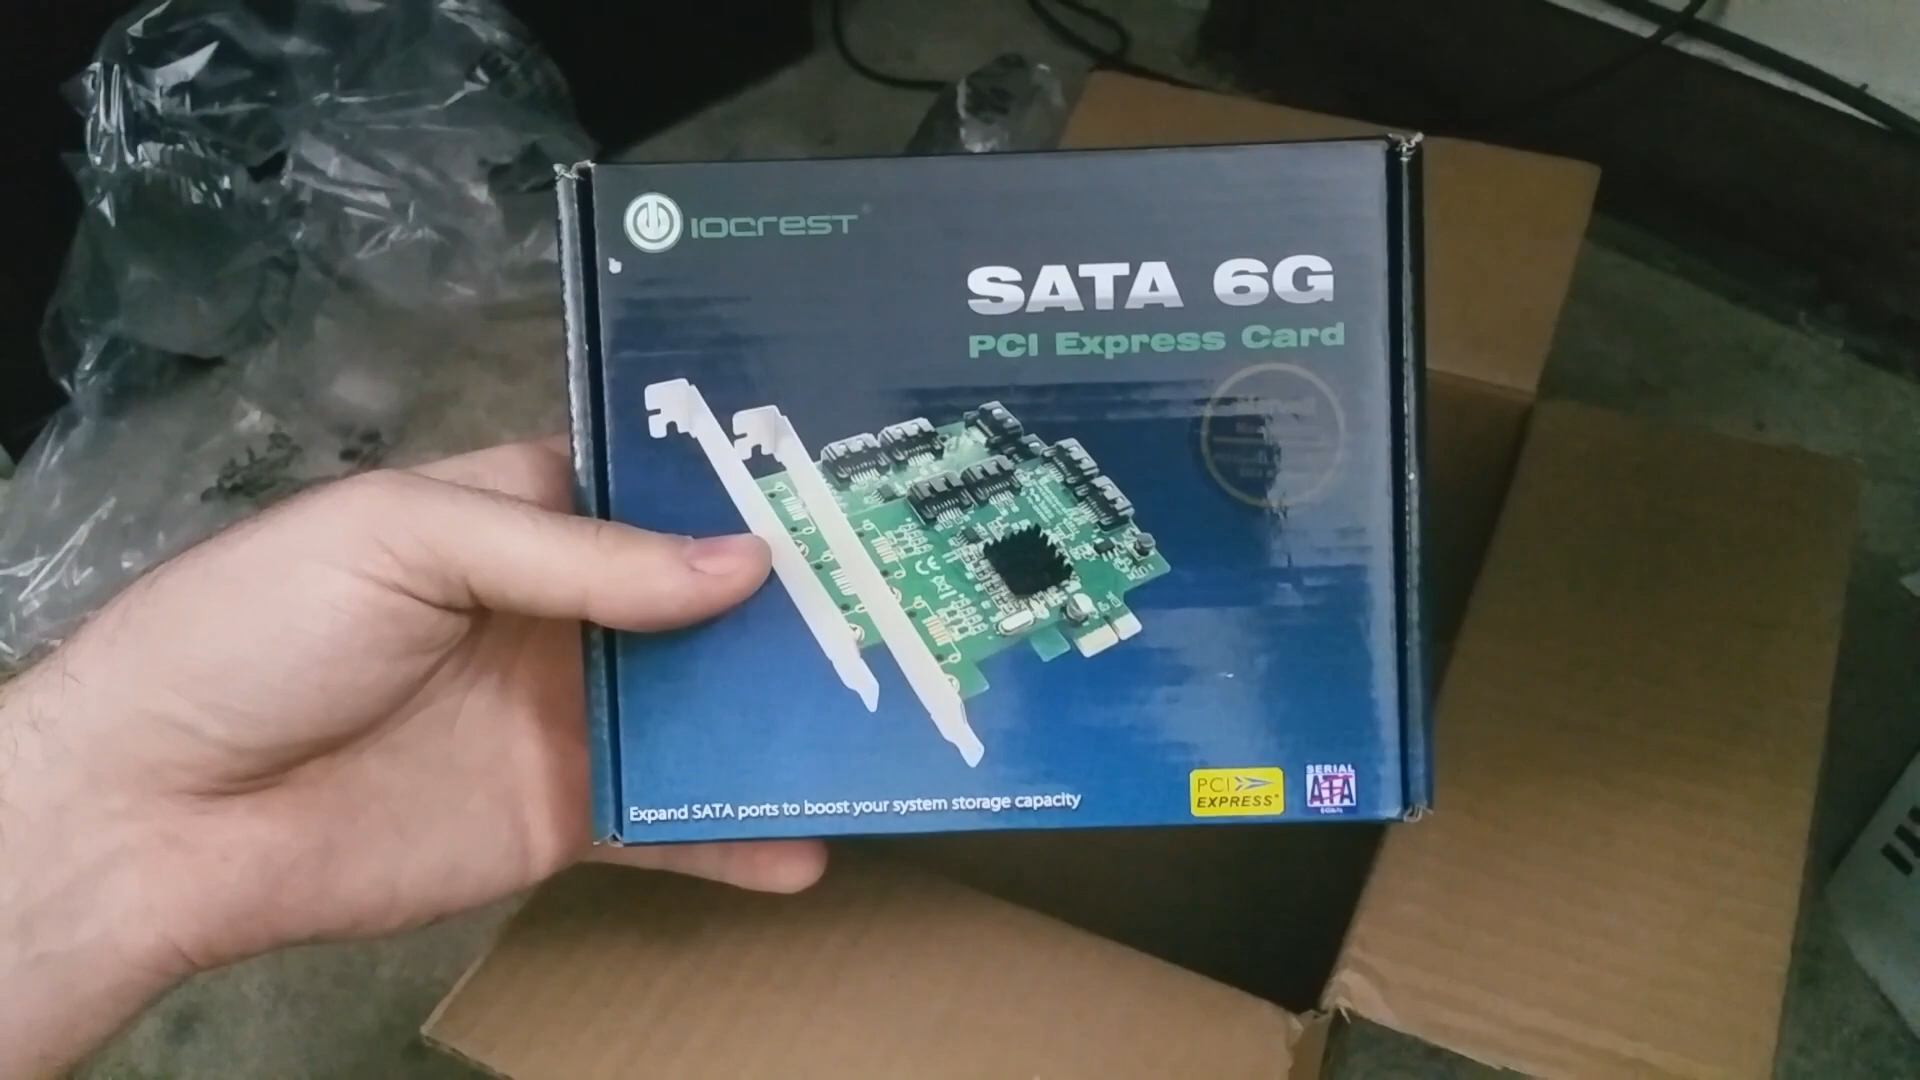 IOCREST
SATA 6G
PCI Express Card
Expand SATA ports to boost your system storage capacity
PCI
EXPRESS
SERIAL
ATA